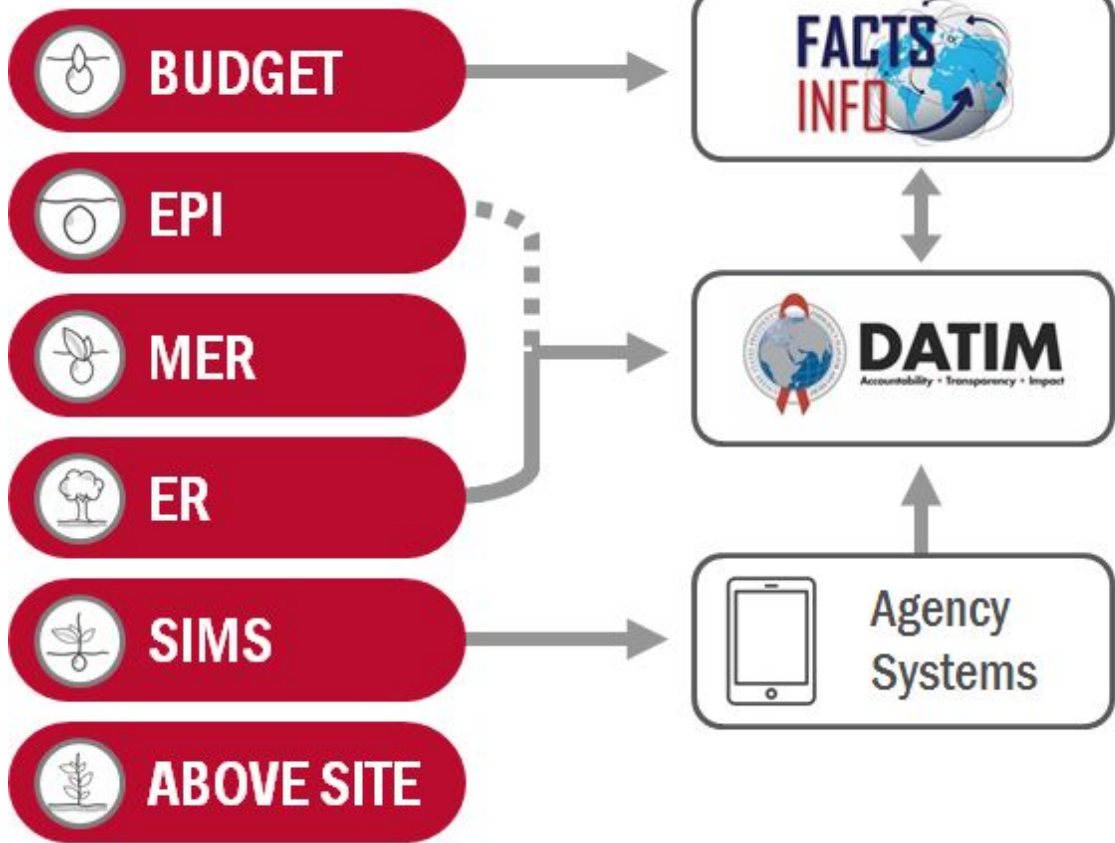 BUDGET
FACTS
INFO
EPI
MER
DATIM
Accountability • Transparency • Impact
ER
SIMS
Agency
Systems
ABOVE SITE